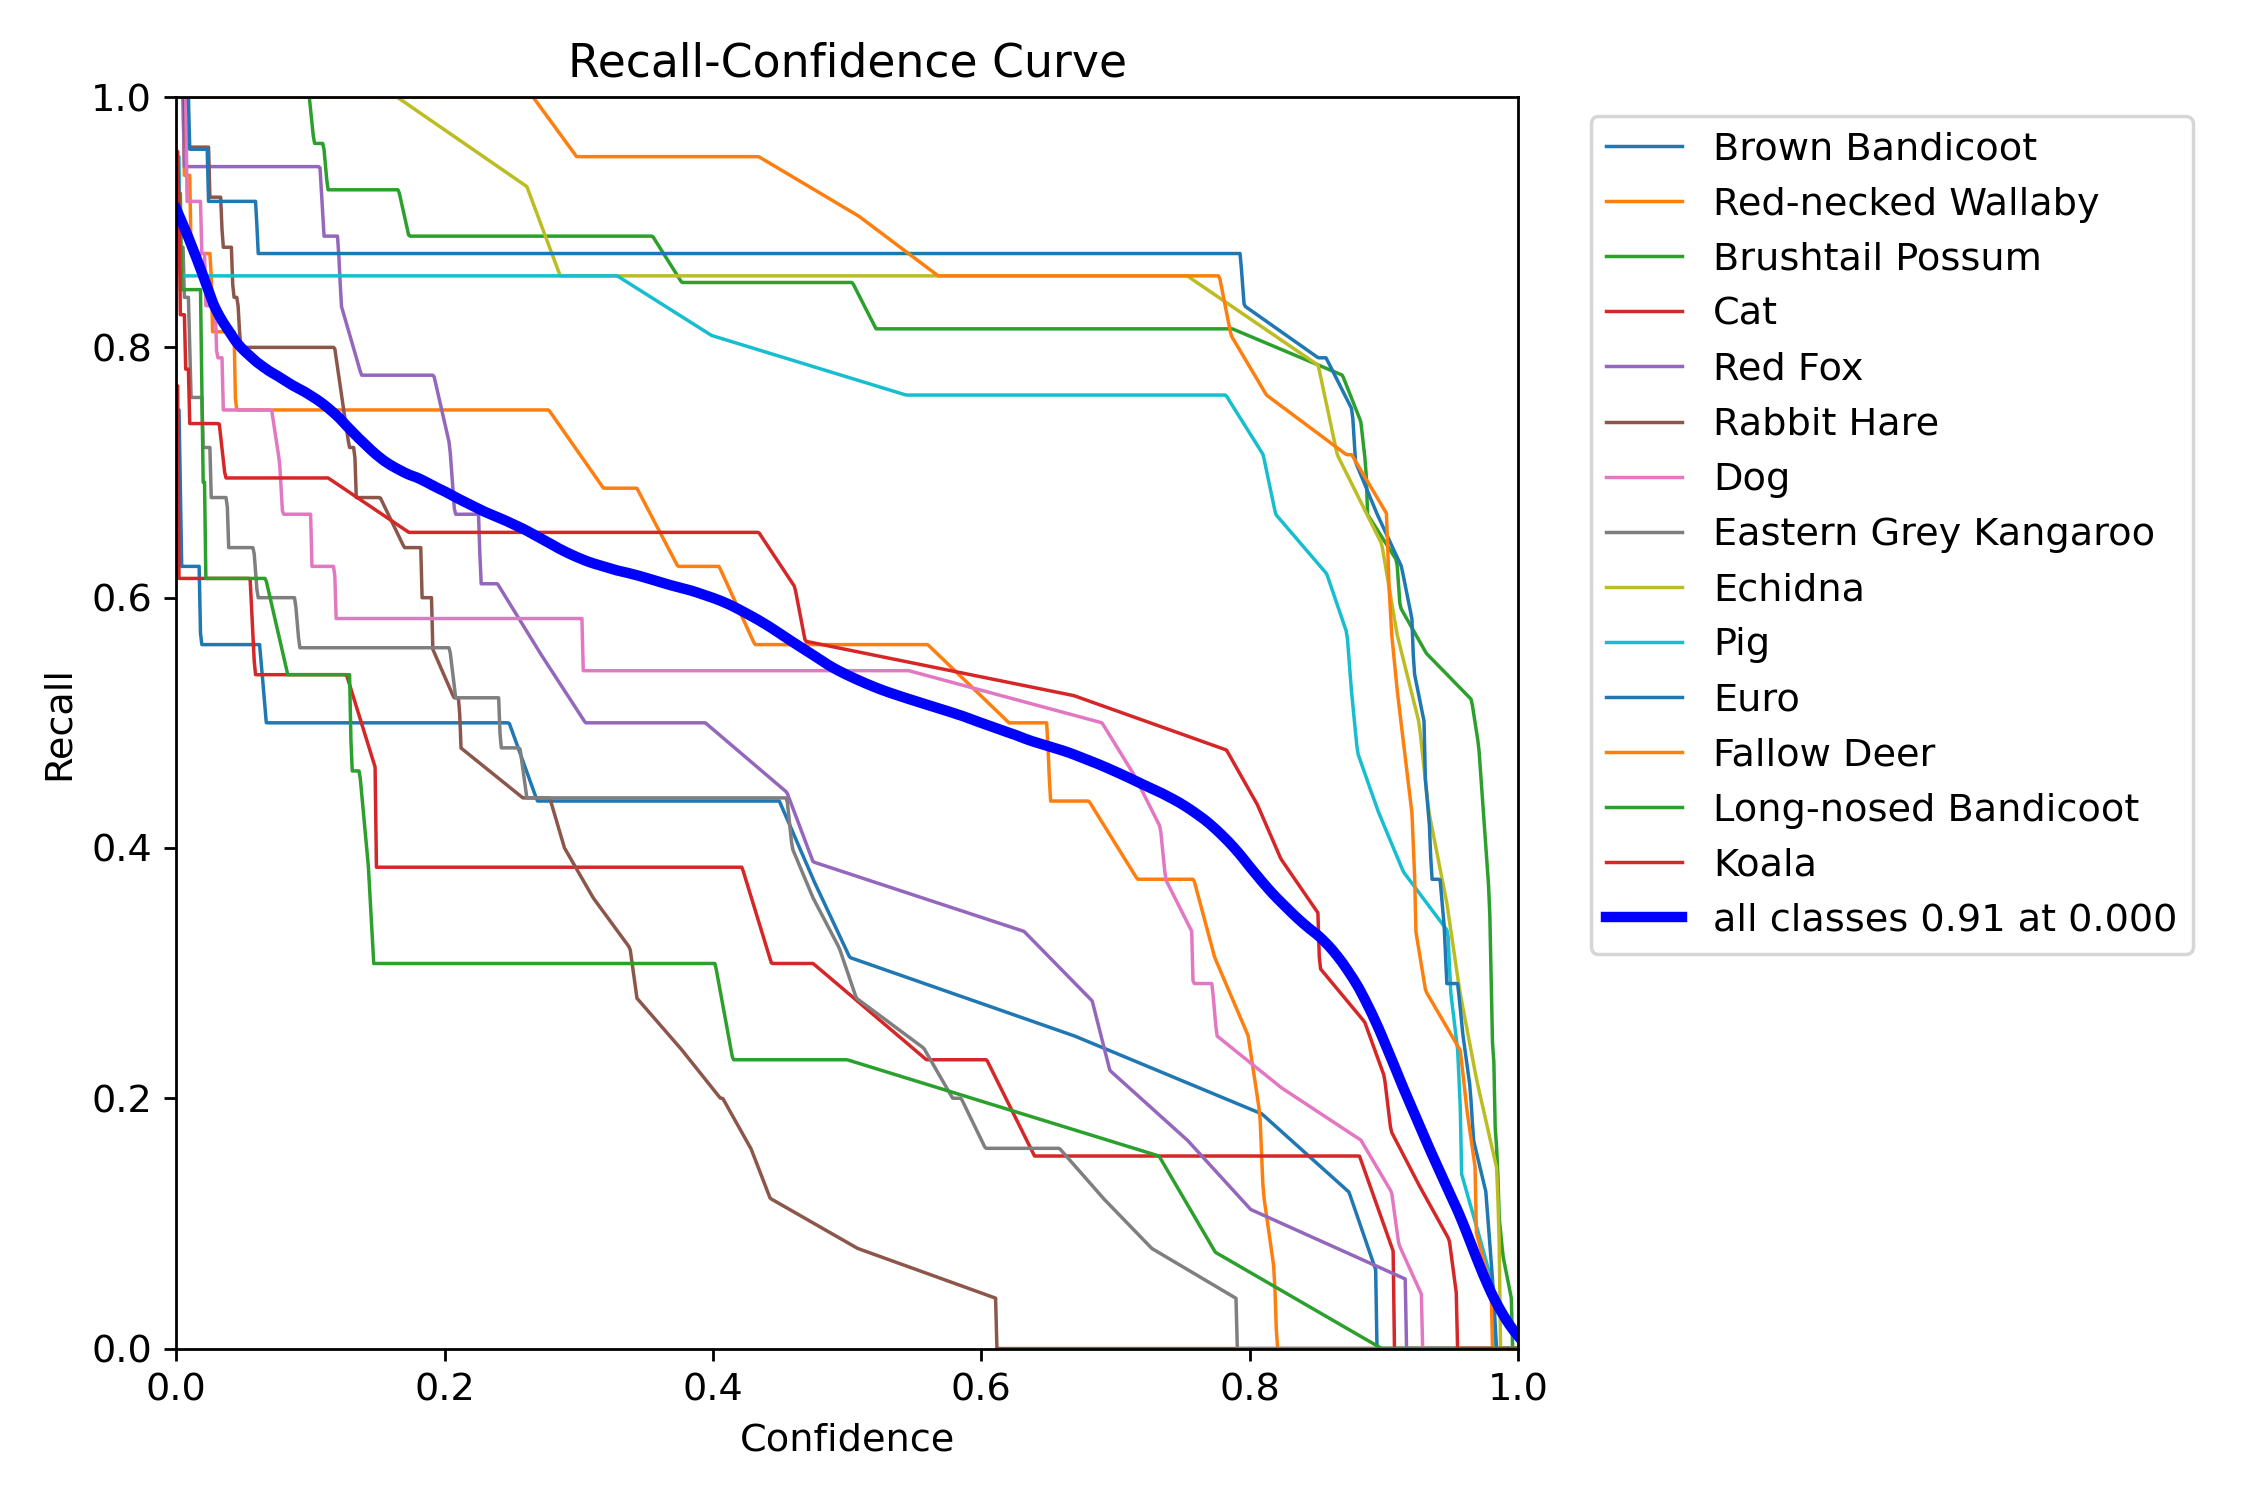 Recall-Confidence Curve
1.0
0.8
0.6
0.4
0.2
0.0
Recall
0.0 0.2 0.4 0.6 0.8 1.0
Confidence
Brown Bandicoot
Red-necked Wallaby
Brushtail Possum
Cat
Red Fox
Rabbit Hare
Dog
Eastern Grey Kangaroo
Echidna
Pig
Euro
Fallow Deer
Long-nosed Bandicoot
Koala
all classes 0.91 at 0.000